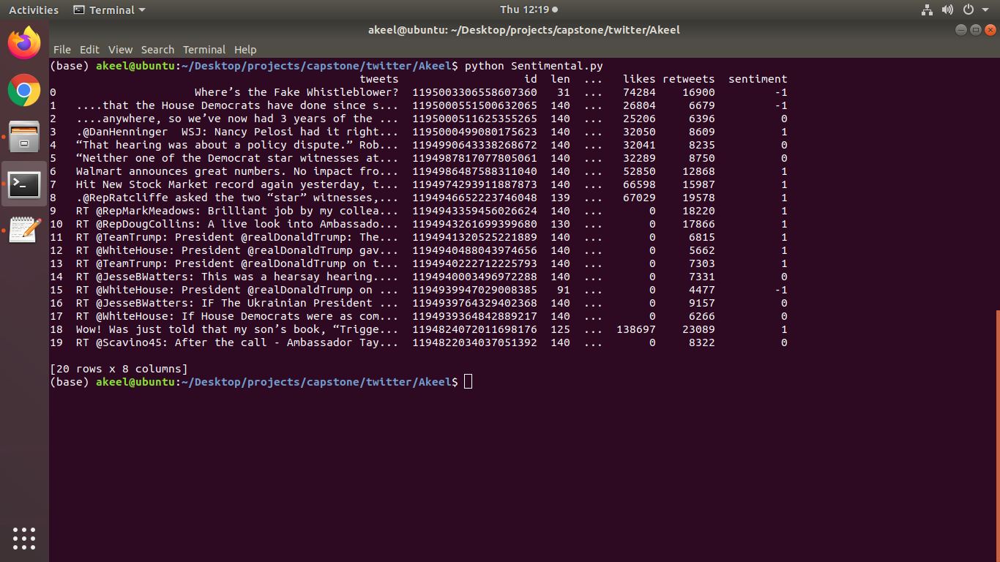 Activities Terminal Thu 12:19
akeel@ubuntu: ~/Desktop/projects/capstone/twitter/Akeel
File Edit View Search Terminal Help
(base) akeel@ubuntu:~/Desktop/projects/capstone/twitter/Akeel$ python Sentimental.py
tweets id len ... likes retweets sentiment
0 Where’s the Fake Whistleblower? 1195003306558607360 31 ... 74284 16900 -1
1 ....that the House Democrats have done since s... 1195000551500632065 140 ... 26804 6679 -1
2 ....anywhere, so we’ve now had 3 years of the ... 1195000511625355265 140 ... 25206 6396 0
3 .@DanHenninger  WSJ: Nancy Pelosi had it right... 1195000499080175623 140 ... 32050 8609 1
4 “That hearing was about a policy dispute.” Rob... 1194990643338268672 140 ... 32041 8235 0
5 “Neither one of the Democrat star witnesses at... 1194987817077805061 140 ... 32289 8750 0
6 Walmart announces great numbers. No impact fro... 1194986487588311040 140 ... 52850 12868 1
7 Hit New Stock Market record again yesterday, t... 1194974293911887873 140 ... 66598 15987 1
8 .@RepRatcliffe asked the two “star” witnesses,... 1194946652223746048 139 ... 67029 19578 1
9 RT @RepMarkMeadows: Brilliant job by my collea... 1194943359456026624 140 ... 0 18220 1
10 RT @RepDougCollins: A live look into Ambassado... 1194943261699399680 130 ... 0 17866 1
11 RT @TeamTrump: President @realDonaldTrump: The... 1194941320525221889 140 ... 0 6815 1
12 RT @WhiteHouse: President @realDonaldTrump gav... 1194940488043974656 140 ... 0 5662 1
13 RT @TeamTrump: President @realDonaldTrump on t... 1194940222712225793 140 ... 0 7303 1
14 RT @JesseBWatters: This was a hearsay hearing.... 1194940003496972288 140 ... 0 7331 0
15 RT @WhiteHouse: President @realDonaldTrump on ... 1194939947029008385 91 ... 0 4477 -1
16 RT @JesseBWatters: IF The Ukrainian President ... 1194939764329402368 140 ... 0 9157 0
17 RT @WhiteHouse: If House Democrats were as com... 1194939364842889217 140 ... 0 6266 0
18 Wow! Was just told that my son’s book, “Trigge... 1194824072011698176 125 ... 138697 23089 1
19 RT @Scavino45: After the call - Ambassador Tay... 1194822034037051392 140 ... 0 8322 0
[20 rows x 8 columns]
(base) akeel@ubuntu:~/Desktop/projects/capstone/twitter/Akeel$